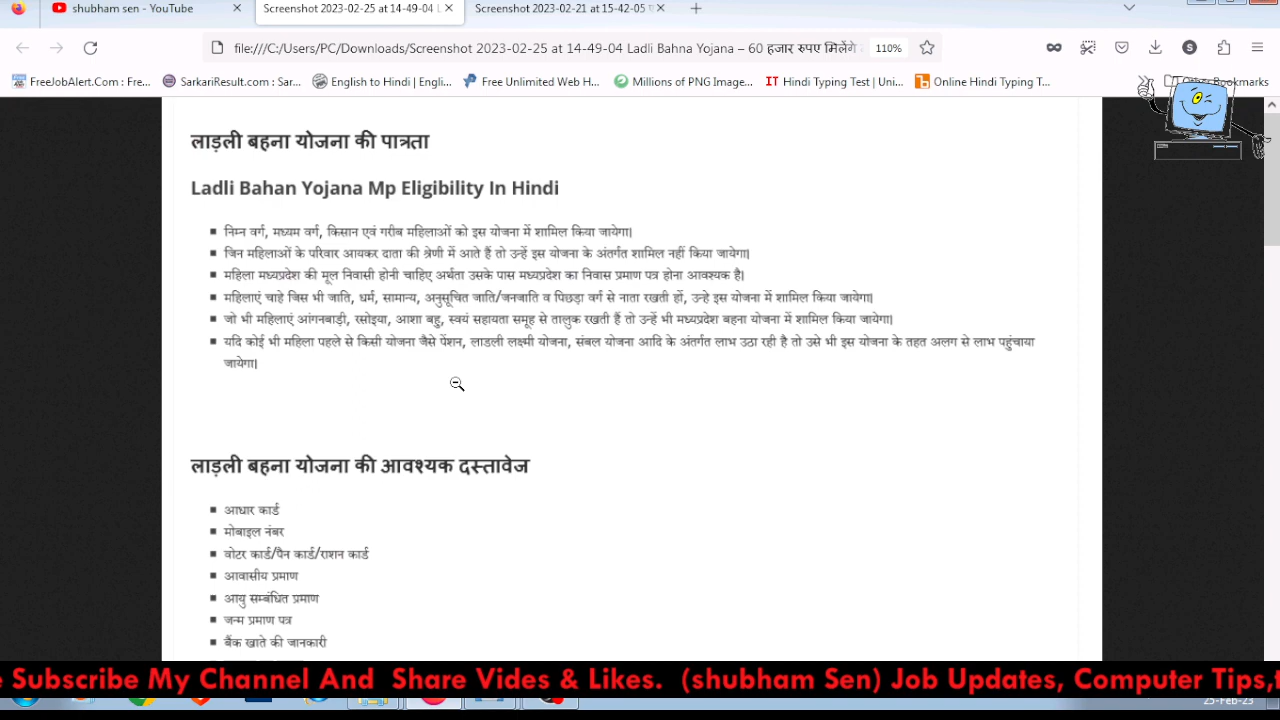 shubham sen - YouTube
Screenshot 2023-02-25 at 14-49-04 L
Screenshot 2023-02-21 at 15-42-05
file:///C:/Users/PC/Downloads/Screenshot 2023-02-25 at 14-49-04 Ladli Bahna Yojana – 60 हजार रुपए मिलेंगे
110%
S
FreeJobAlert.Com : Fre...
SarkariResult.com : Sar...
English to Hindi | Engli...
Free Unlimited Web H...
Millions of PNG Image...
IT Hindi Typing Test | Uni...
Online Hindi Typing T...
Other Bookmarks
लाड़ली बहना योजना की पात्रता
Ladli Bahan Yojana Mp Eligibility In Hindi
निम्न वर्ग, मध्यम वर्ग, किसान एवं गरीब महिलाओं को इस योजना में शामिल किया जायेगा|
जिन महिलाओं के परिवार आयकर दाता की श्रेणी में आते हैं तो उन्हें इस योजना के अंतर्गत शामिल नहीं किया जायेगा|
महिला मध्यप्रदेश की मूल निवासी होनी चाहिए अर्थता उसके पास मध्यप्रदेश का निवास प्रमाण पत्र होना आवश्यक है|
महिलाएं चाहे जिस भी जाति, धर्म, सामान्य, अनुसूचित जाति/जनजाति व पिछड़ा वर्ग से नाता रखती हों, उन्हे इस योजना में शामिल किया जायेगा|
जो भी महिलाएं आंगनबाड़ी, रसोइया, आशा बहु, स्वयं सहायता समूह से तालुक रखती हैं तो उन्हें भी मध्यप्रदेश बहना योजना में शामिल किया जायेगा|
यदि कोई भी महिला पहले से किसी योजना जैसे पेंशन, लाडली लक्ष्मी योजना, संबल योजना आदि के अंतर्गत लाभ उठा रही है तो उसे भी इस योजना के तहत अलग से लाभ पहुंचाया
जायेगा|
लाड़ली बहना योजना की आवश्यक दस्तावेज
आधार कार्ड
मोबाइल नंबर
वोटर कार्ड/पैन कार्ड/राशन कार्ड
आवासीय प्रमाण
आयु सम्बंधित प्रमाण
जन्म प्रमाण पत्र
बैंक खाते की जानकारी
Subscribe My Channel And Share Videos & Likes. (shubham Sen) Job Updates, Computer Tips,
25-Feb-23